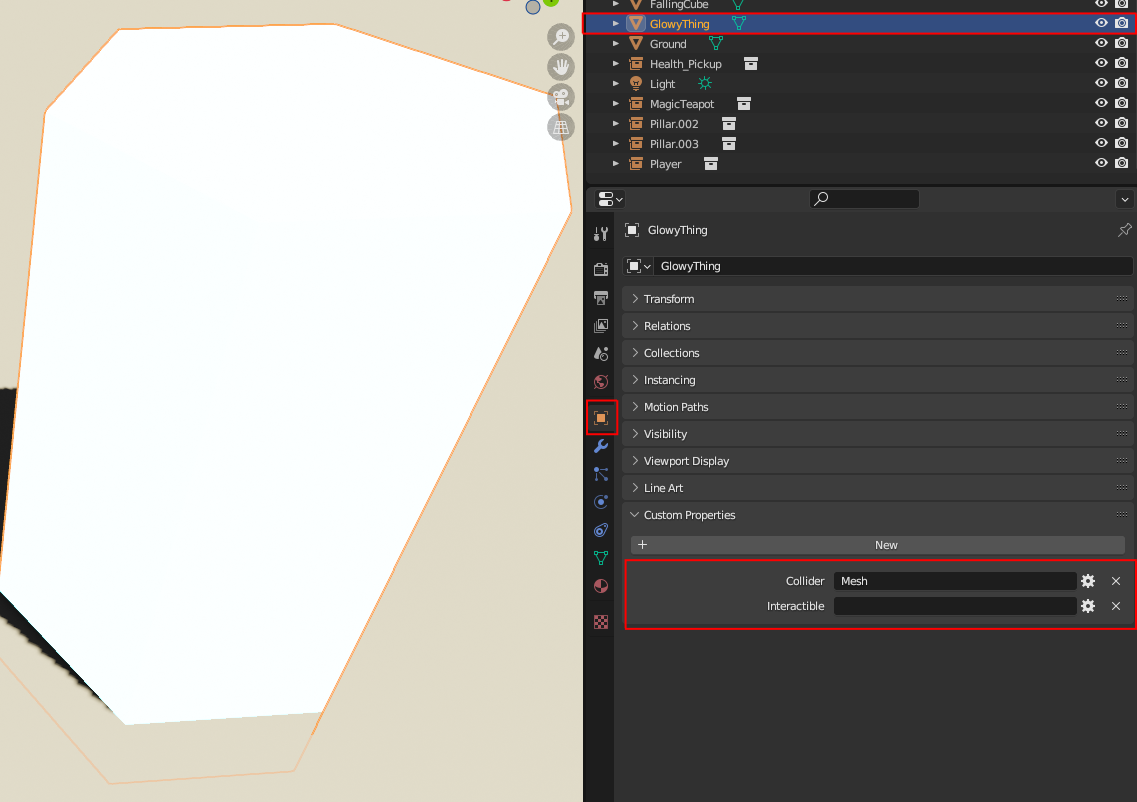 FallingCube
GlowyThing
Ground
Health_Pickup
Light
MagicTeapot
Pillar.002
Pillar.003
Player
GlowyThing
GlowyThing
Transform
Relations
Collections
Instancing
Motion Paths
Visibility
Viewport Display
Line Art
Custom Properties
New
Collider Mesh
Interactible